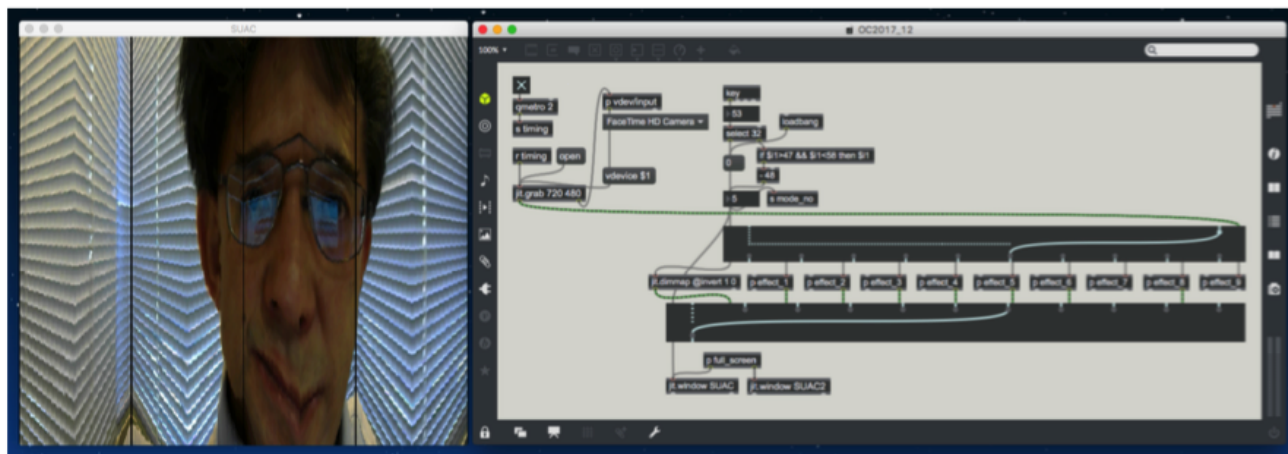 SUAC
OC2017_12
100%
key
qmetro 2
p vdev/input
53
loadbang
s timing
FaceTime HD Camera
select 32
r timing
open
0
if $i1>47 && $i1<58 then $i1
vdevice $1
- 48
jit.grab 720 480
5
s mode_no
jit.dimmap @invert 1 0
p effect_1
p effect_2
p effect_3
p effect_4
p effect_5
p effect_6
p effect_7
p effect_8
p effect_9
p full_screen
jit.window SUAC
jit.window SUAC2